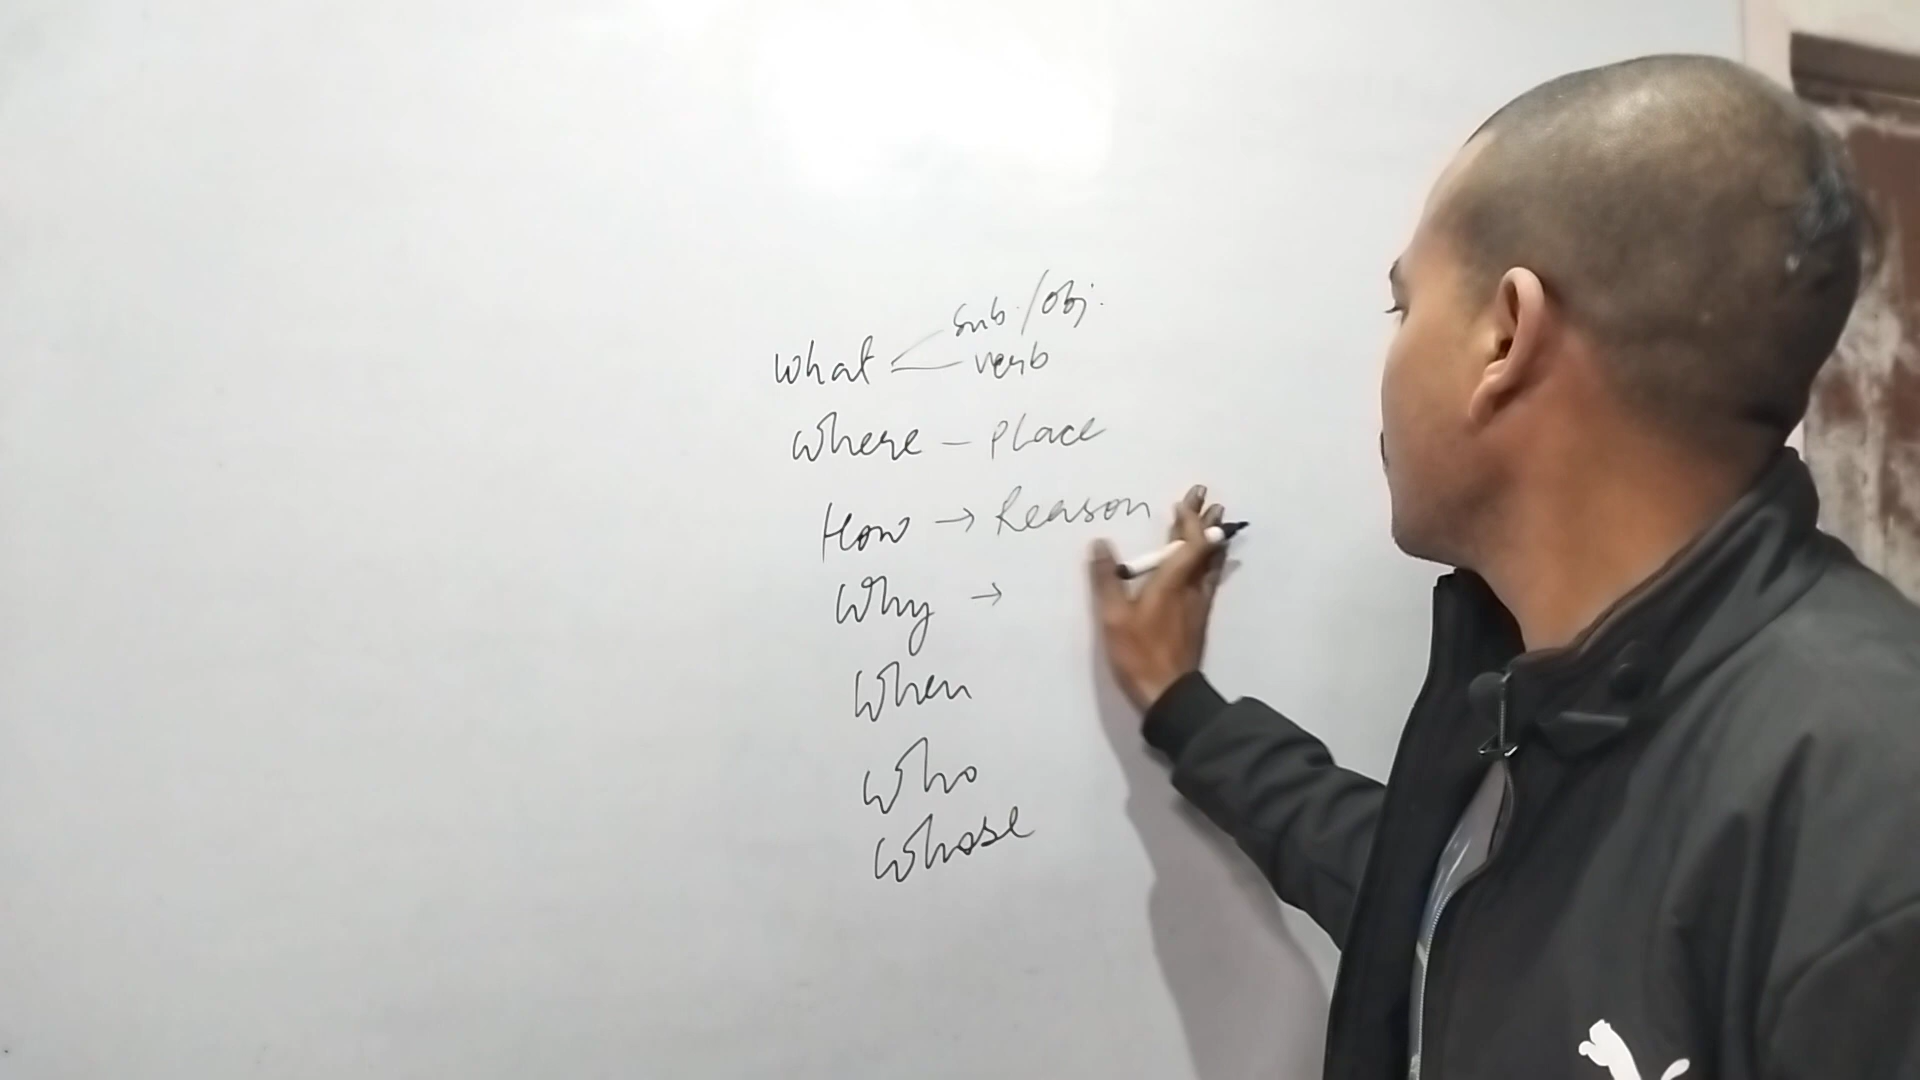 what < sub./obj.
verb
where - place
How → Reason
Why →
When
Who
Whose